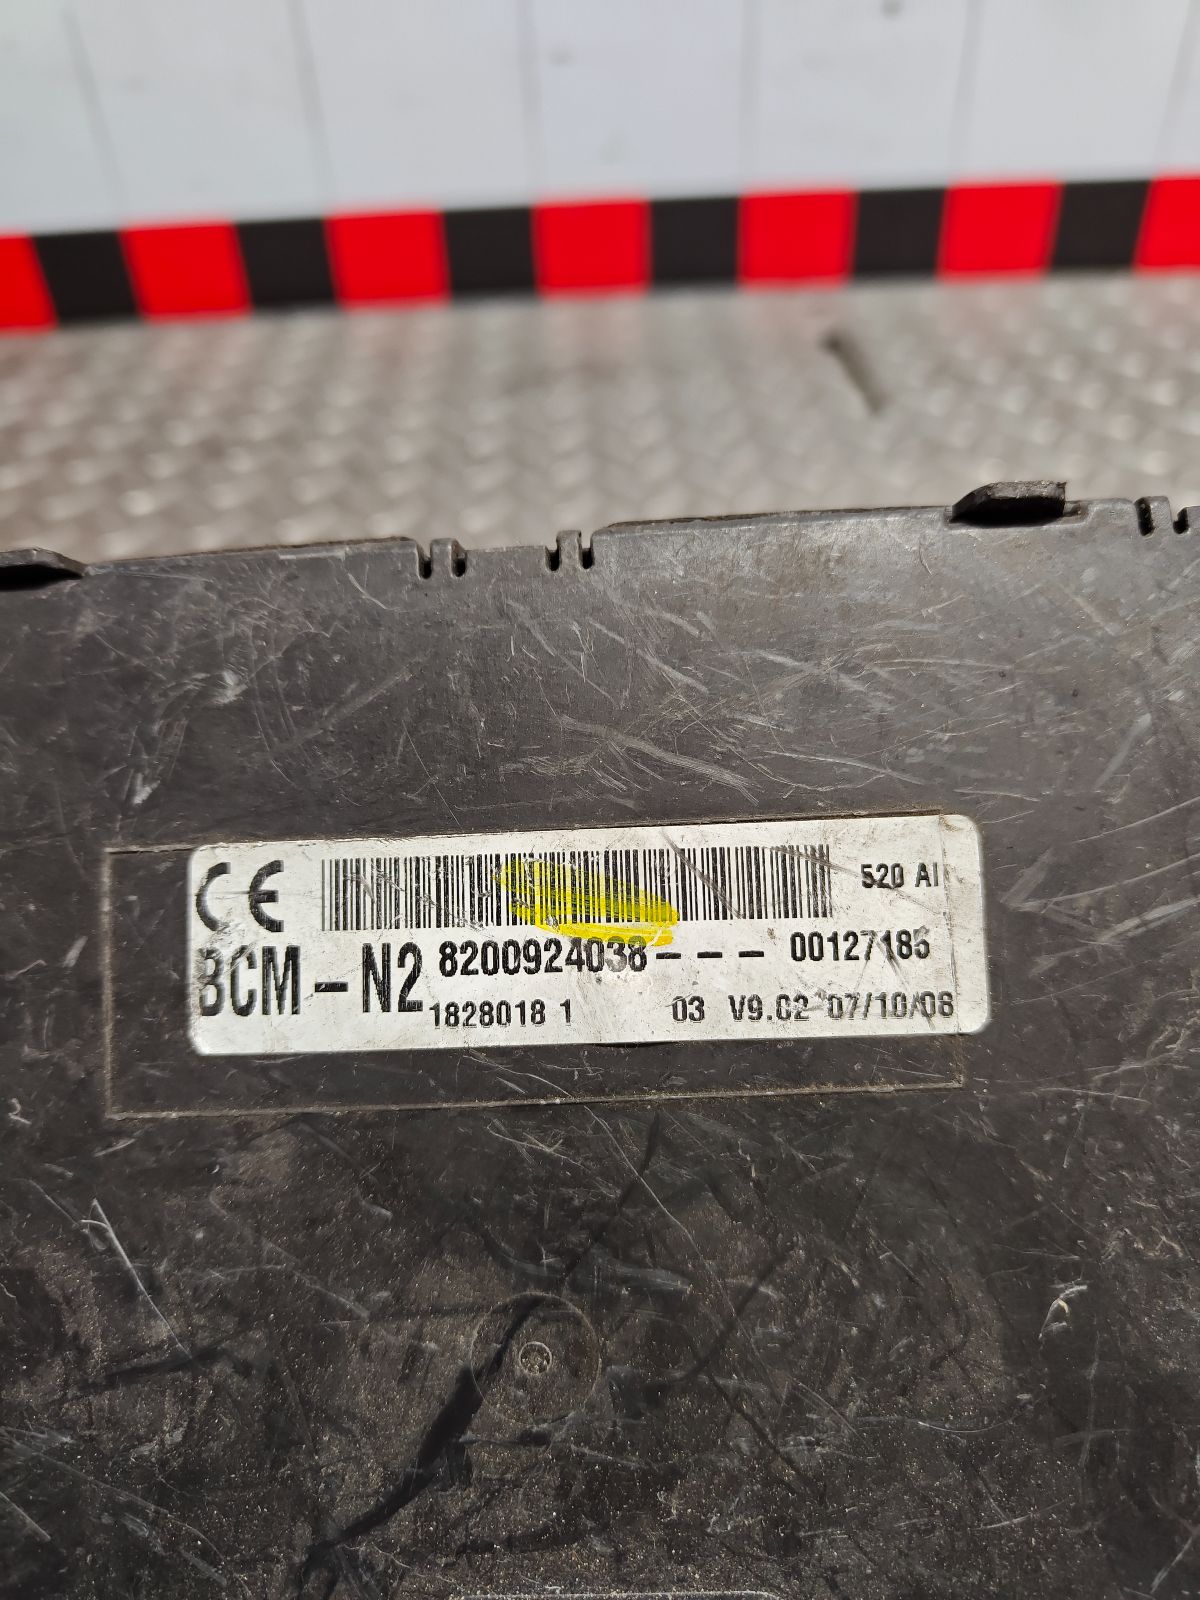 CE 520 AI
BCM-N2 8200924038--- 00127185
1828018 1 03 V9.02 07/10/08